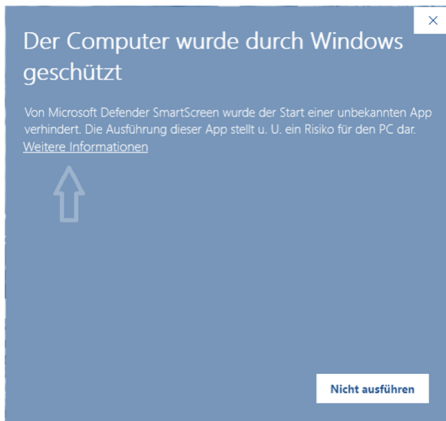 Der Computer wurde durch Windows
geschützt
Von Microsoft Defender SmartScreen wurde der Start einer unbekannten App
verhindert. Die Ausführung dieser App stellt u. U. ein Risiko für den PC dar.
Weitere Informationen
Nicht ausführen